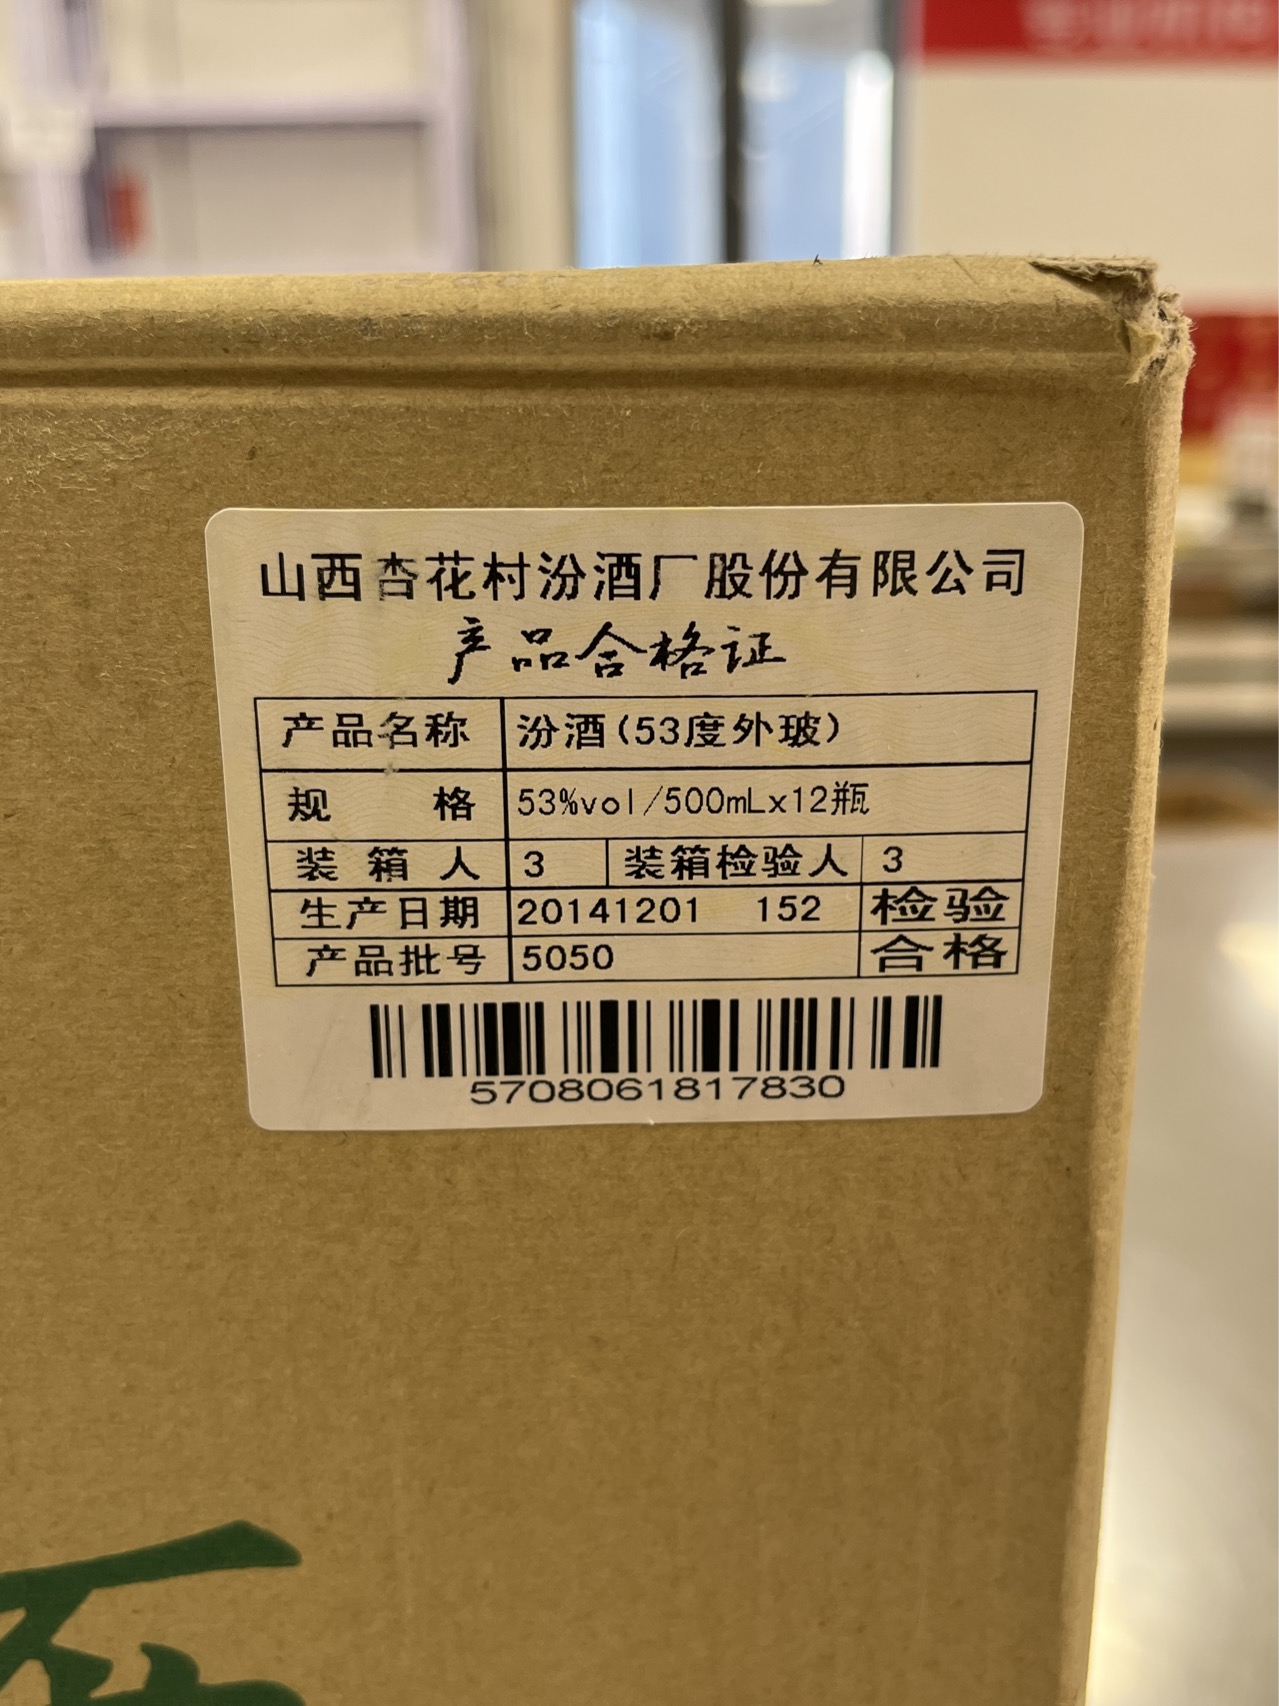 山西杏花村汾酒厂股份有限公司
产品合格证
产品名称 汾酒(53度外玻)
规 格 53%vol/500mLx12瓶
装 箱 人 3 装箱检验人 3
生产日期 20141201 152 检验
产品批号 5050 合格
5708061817830